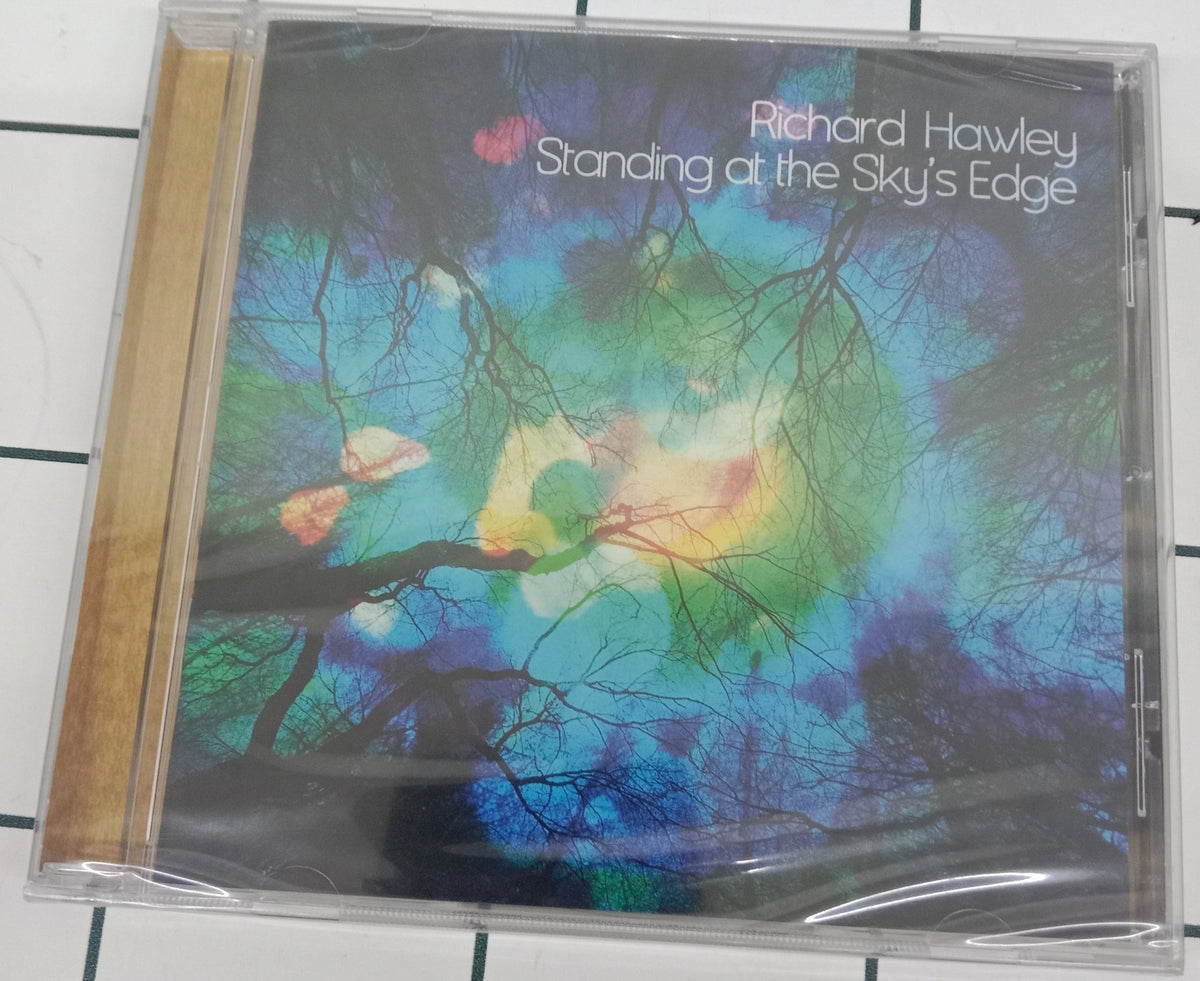 Richard Hawley
Standing at the Sky's Edge